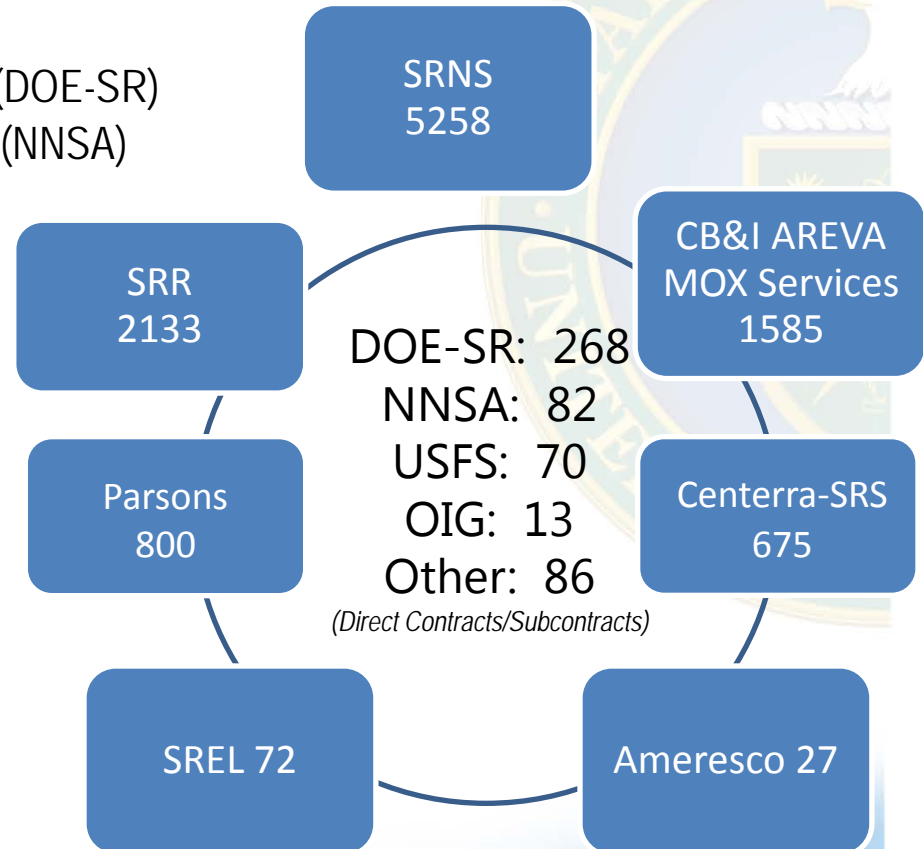 (DOE-SR)
(NNSA)
SRNS
5258
CB&I AREVA
MOX Services
1585
SRR
2133
DOE-SR: 268
NNSA: 82
USFS: 70
OIG: 13
Other: 86
(Direct Contracts/Subcontracts)
Parsons
800
Centerra-SRS
675
SREL 72
Ameresco 27